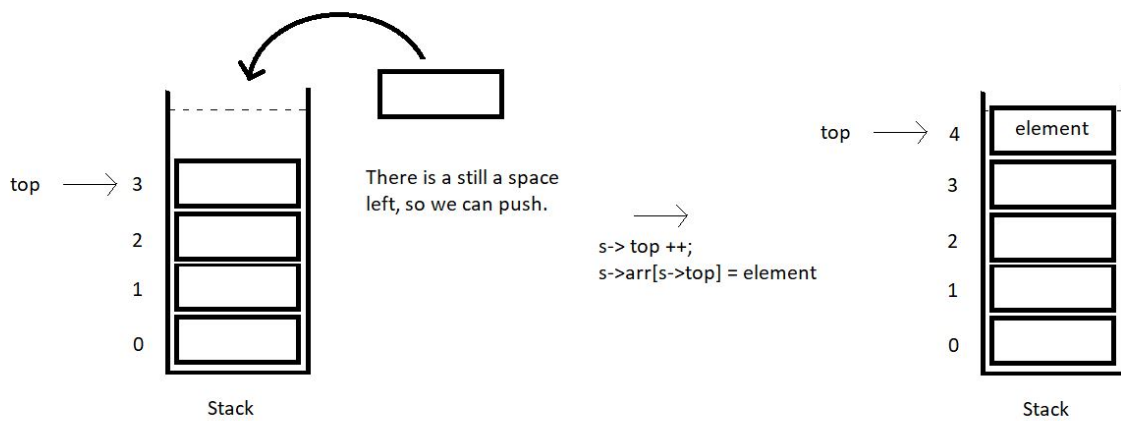 top
3
2
1
0
Stack
There is a still a space
left, so we can push.
s-> top ++;
s->arr[s->top] = element
top
4
element
3
2
1
0
Stack